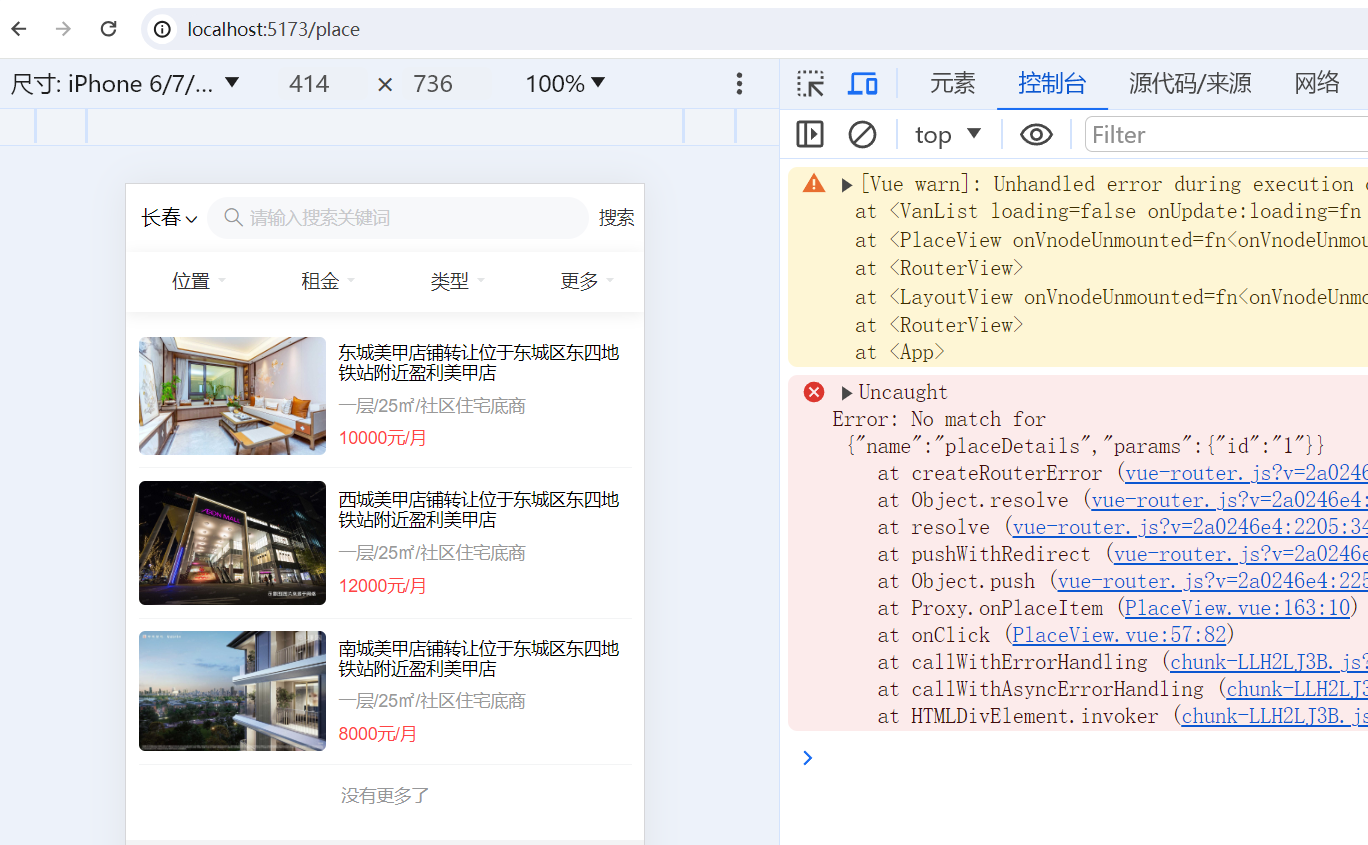 localhost:5173/place
尺寸: iPhone 6/7/... 414 × 736 100%
元素 控制台 源代码/来源 网络
top Filter
长春 请输入搜索关键词 搜索
位置 租金 类型 更多
东城美甲店铺转让位于东城区东四地
铁站附近盈利美甲店
一层/25㎡/社区住宅底商
10000元/月
AEON MALL
西城美甲店铺转让位于东城区东四地
铁站附近盈利美甲店
一层/25㎡/社区住宅底商
12000元/月
南城美甲店铺转让位于东城区东四地
铁站附近盈利美甲店
一层/25㎡/社区住宅底商
8000元/月
没有更多了
[Vue warn]: Unhandled error during execution
at <VanList loading=false onUpdate:loading=fn
at <PlaceView onVnodeUnmounted=fn<onVnodeUnmou
at <RouterView>
at <LayoutView onVnodeUnmounted=fn<onVnodeUnmo
at <RouterView>
at <App>
Uncaught
Error: No match for
{"name":"placeDetails","params":{"id":"1"}}
at createRouterError (vue-router.js?v=2a0246
at Object.resolve (vue-router.js?v=2a0246e4:
at resolve (vue-router.js?v=2a0246e4:2205:34
at pushWithRedirect (vue-router.js?v=2a0246e
at Object.push (vue-router.js?v=2a0246e4:225
at Proxy.onPlaceItem (PlaceView.vue:163:10)
at onClick (PlaceView.vue:57:82)
at callWithErrorHandling (chunk-LLH2LJ3B.js?
at callWithAsyncErrorHandling (chunk-LLH2LJ3
at HTMLDivElement.invoker (chunk-LLH2LJ3B.js